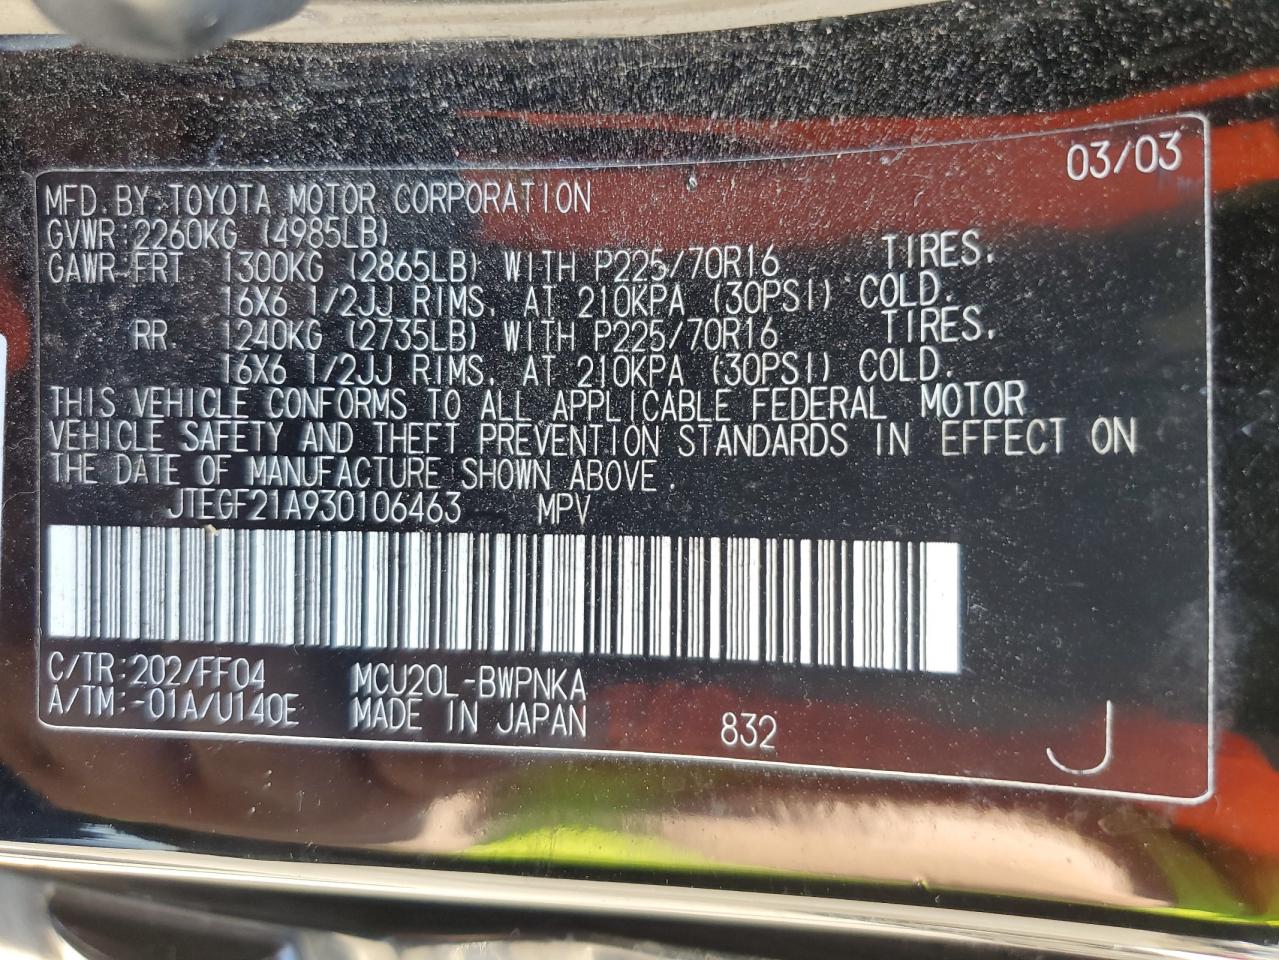 03/03
MFD. BY: TOYOTA MOTOR CORPORATION
GVWR: 2260KG (4985LB)
GAWR FRT. 1300KG (2865LB) WITH P225/70R16 TIRES.
16X6 1/2JJ RIMS. AT 210KPA (30PSI) COLD.
RR. 1240KG (2735LB) WITH P225/70R16 TIRES.
16X6 1/2JJ RIMS. AT 210KPA (30PSI) COLD.
THIS VEHICLE CONFORMS TO ALL APPLICABLE FEDERAL MOTOR
VEHICLE SAFETY AND THEFT PREVENTION STANDARDS IN EFFECT ON
THE DATE OF MANUFACTURE SHOWN ABOVE.
JTEGF21A930106463 MPV
C/TR: 202/FF04 MCU20L-BWPNKA
A/TM: -01A/U140E MADE IN JAPAN 832 J